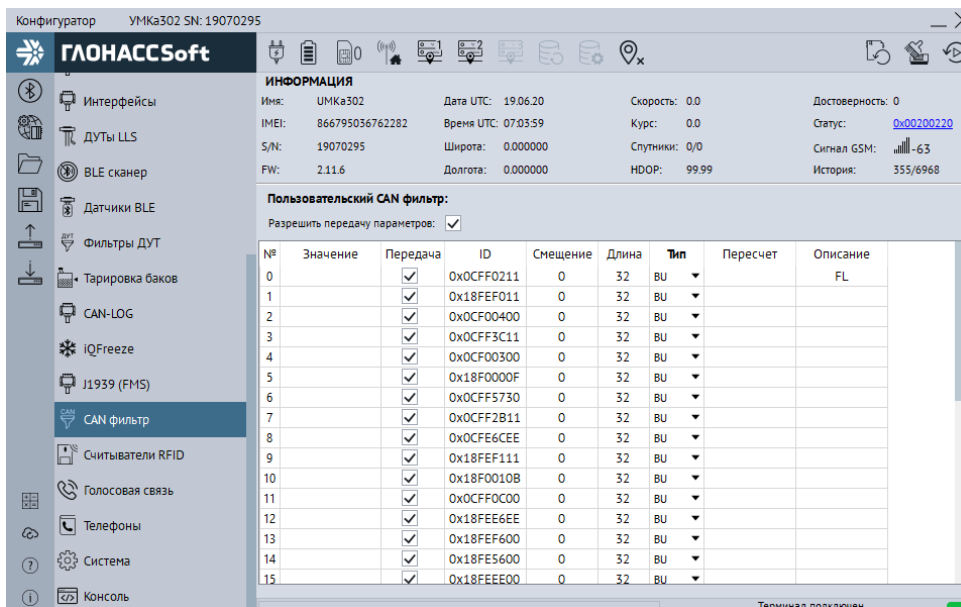 Конфигуратор УМКа302 SN: 19070295
ГЛОНАССSoft
0
1
2
Интерфейсы
ДУТы LLS
BLE сканер
Датчики BLE
Фильтры ДУТ
Тарировка баков
CAN-LOG
iQFreeze
J1939 (FMS)
CAN фильтр
Считыватели RFID
Голосовая связь
Телефоны
Система
Консоль
ИНФОРМАЦИЯ
Имя: UMKa302 Дата UTC: 19.06.20 Скорость: 0.0 Достоверность: 0
IMEI: 866795036762282 Время UTC: 07:03:59 Курс: 0.0 Статус: 0x00200220
S/N: 19070295 Широта: 0.000000 Спутники: 0/0 Сигнал GSM: -63
FW: 2.11.6 Долгота: 0.000000 HDOP: 99.99 История: 355/6968
Пользовательский CAN фильтр:
Разрешить передачу параметров:
№ Значение Передача ID Смещение Длина Тип Пересчет Описание
0 0x0CFF0211 0 32 BU FL
1 0x18FEF011 0 32 BU
2 0x0CF00400 0 32 BU
3 0x0CFF3C11 0 32 BU
4 0x0CF00300 0 32 BU
5 0x18F0000F 0 32 BU
6 0x0CFF5730 0 32 BU
7 0x0CFF2B11 0 32 BU
8 0x0CFE6CEE 0 32 BU
9 0x18FEF111 0 32 BU
10 0x18F0010B 0 32 BU
11 0x0CFF0C00 0 32 BU
12 0x18FEE6EE 0 32 BU
13 0x18FEF600 0 32 BU
14 0x18FE5600 0 32 BU
15 0x18FEEE00 0 32 BU
Терминал подключен